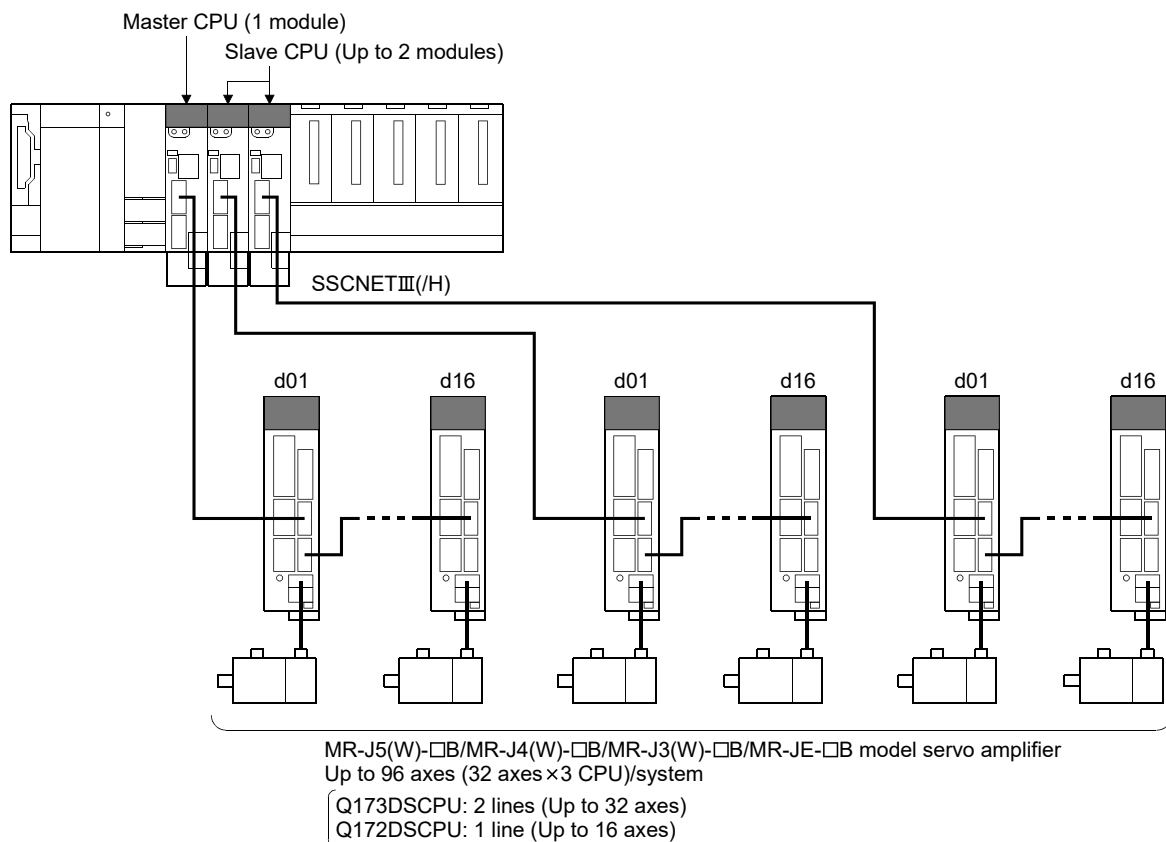 Master CPU (1 module)
Slave CPU (Up to 2 modules)
SSCNETⅢ(/H)
d01
d16
d01
d16
d01
d16
MR-J5(W)-□B/MR-J4(W)-□B/MR-J3(W)-□B/MR-JE-□B model servo amplifier
Up to 96 axes (32 axes×3 CPU)/system
Q173DSCPU: 2 lines (Up to 32 axes)
Q172DSCPU: 1 line (Up to 16 axes)